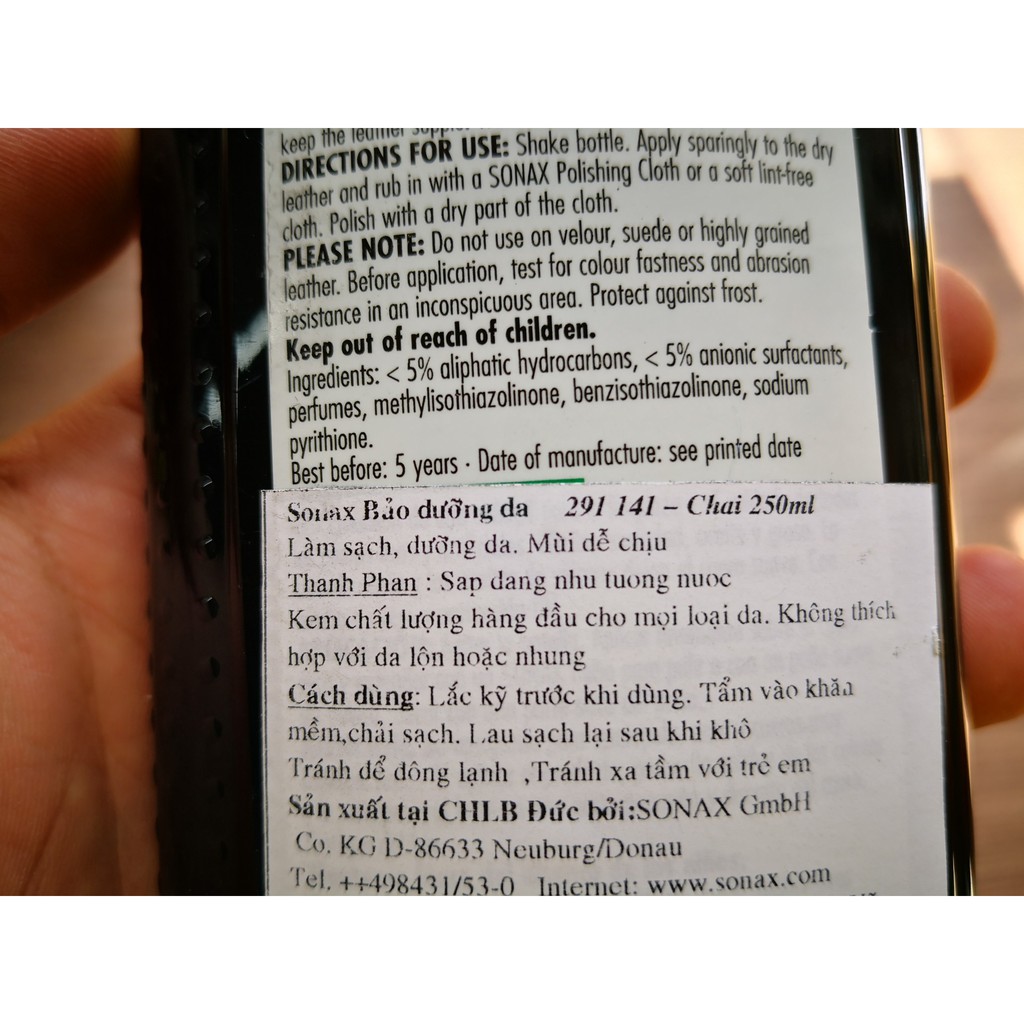 keep the leather
DIRECTIONS FOR USE: Shake bottle. Apply sparingly to the dry
leather and rub in with a SONAX Polishing Cloth or a soft lint-free
cloth. Polish with a dry part of the cloth.
PLEASE NOTE: Do not use on velour, suede or highly grained
leather. Before application, test for colour fastness and abrasion
resistance in an inconspicuous area. Protect against frost.
Keep out of reach of children.
Ingredients: < 5% aliphatic hydrocarbons, < 5% anionic surfactants,
perfumes, methylisothiazolinone, benzisothiazolinone, sodium
pyrithione.
Best before: 5 years · Date of manufacture: see printed date
Sonax Bảo dưỡng da 291 141 – Chai 250ml
Làm sạch, dưỡng da. Mùi dễ chịu
Thanh Phan : Sap dang nhu tuong nuoc
Kem chất lượng hàng đầu cho mọi loại da. Không thích
hợp với da lộn hoặc nhung
Cách dùng: Lắc kỹ trước khi dùng. Tẩm vào khăn
mềm,chải sạch. Lau sạch lại sau khi khô
Tránh để đông lạnh ,Tránh xa tầm với trẻ em
Sản xuất tại CHLB Đức bởi:SONAX GmbH
Co. KG D-86633 Neuburg/Donau
Tel. ++498431/53-0 Internet: www.sonax.com